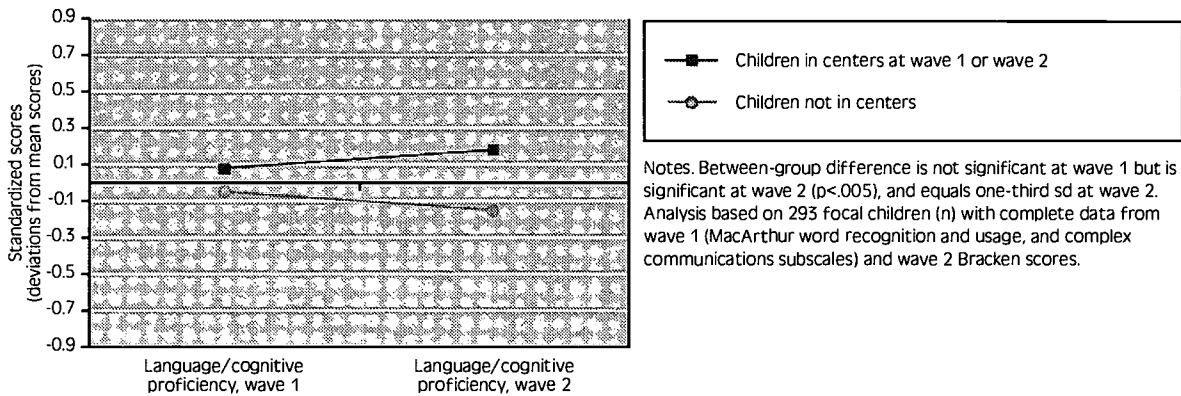 0.9
0.7
0.5
0.3
0.1
-0.1
-0.3
-0.5
-0.7
-0.9
Standardized scores
(deviations from mean scores)
Language/cognitive
proficiency, wave 1
Language/cognitive
proficiency, wave 2
Children in centers at wave 1 or wave 2
Children not in centers
Notes. Between-group difference is not significant at wave 1 but is
significant at wave 2 (p<.005), and equals one-third sd at wave 2.
Analysis based on 293 focal children (n) with complete data from
wave 1 (MacArthur word recognition and usage, and complex
communications subscales) and wave 2 Bracken scores.